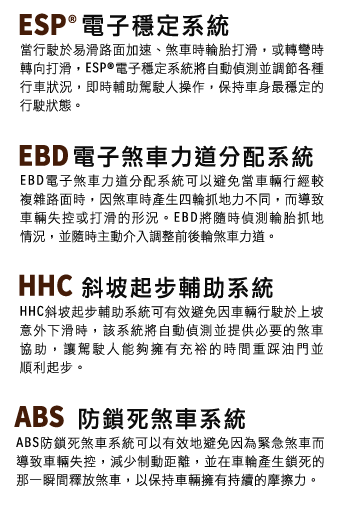 ESP® 電子穩定系統
當行駛於易滑路面加速、煞車時輪胎打滑，或轉彎時
轉向打滑，ESP®電子穩定系統將自動偵測並調節各種
行車狀況，即時輔助駕駛人操作，保持車身最穩定的
行駛狀態。
EBD 電子煞車力道分配系統
EBD電子煞車力道分配系統可以避免當車輛行經較
複雜路面時，因煞車時產生四輪抓地力不同，而導致
車輛失控或打滑的形況。EBD將隨時偵測輪胎抓地
情況，並隨時主動介入調整前後輪煞車力道。
HHC 斜坡起步輔助系統
HHC斜坡起步輔助系統可有效避免因車輛行駛於上坡
意外下滑時，該系統將自動偵測並提供必要的煞車
協助，讓駕駛人能夠擁有充裕的時間重踩油門並
順利起步。
ABS 防鎖死煞車系統
ABS防鎖死煞車系統可以有效地避免因為緊急煞車而
導致車輛失控，減少制動距離，並在車輪產生鎖死的
那一瞬間釋放煞車，以保持車輛擁有持續的摩擦力。